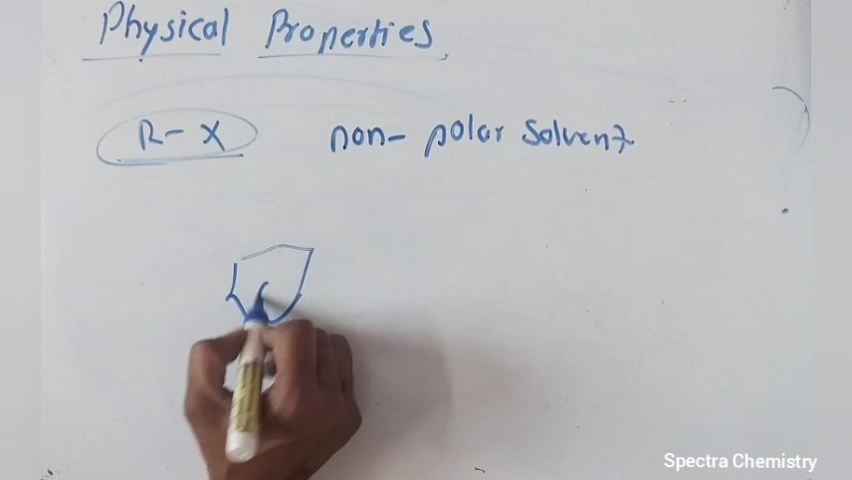 Physical Properties
R - X non-polar solvent
Spectra Chemistry